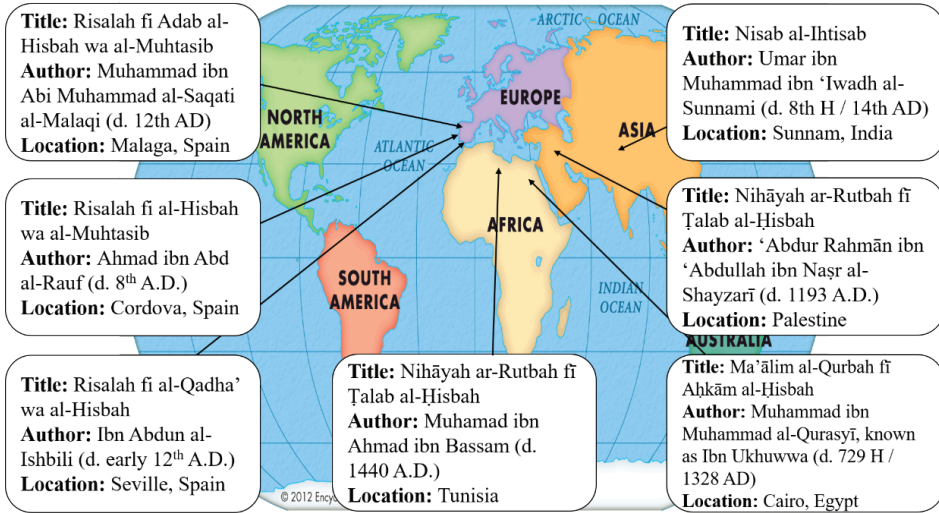 Title: Risalah fi Adab al-
Hisbah wa al-Muhtasib
Author: Muhammad ibn
Abi Muhammad al-Saqati
al-Malaqi (d. 12th AD)
Location: Malaga, Spain
Title: Risalah fi al-Hisbah
wa al-Muhtasib
Author: Ahmad ibn Abd
al-Rauf (d. 8th A.D.)
Location: Cordova, Spain
Title: Risalah fi al-Qadha’
wa al-Hisbah
Author: Ibn Abdun al-
Ishbili (d. early 12th A.D.)
Location: Seville, Spain
Title: Nihāyah ar-Rutbah fī
Ṭalab al-Ḥisbah
Author: Muhamad ibn
Ahmad ibn Bassam (d.
1440 A.D.)
Location: Tunisia
Title: Nisab al-Ihtisab
Author: Umar ibn
Muhammad ibn ‘Iwadh al-
Sunnami (d. 8th H / 14th AD)
Location: Sunnam, India
Title: Nihāyah ar-Rutbah fī
Ṭalab al-Ḥisbah
Author: ‘Abdur Rahmān ibn
‘Abdullah ibn Naṣr al-
Shayzarī (d. 1193 A.D.)
Location: Palestine
Title: Ma’ālim al-Qurbah fī
Aḥkām al-Ḥisbah
Author: Muhammad ibn
Muhammad al-Qurasyī, known
as Ibn Ukhuwwa (d. 729 H /
1328 AD)
Location: Cairo, Egypt
ARCTIC OCEAN
NORTH
AMERICA
EUROPE
ASIA
ATLANTIC
OCEAN
AFRICA
SOUTH
AMERICA
INDIAN
OCEAN
AUSTRALIA
© 2012